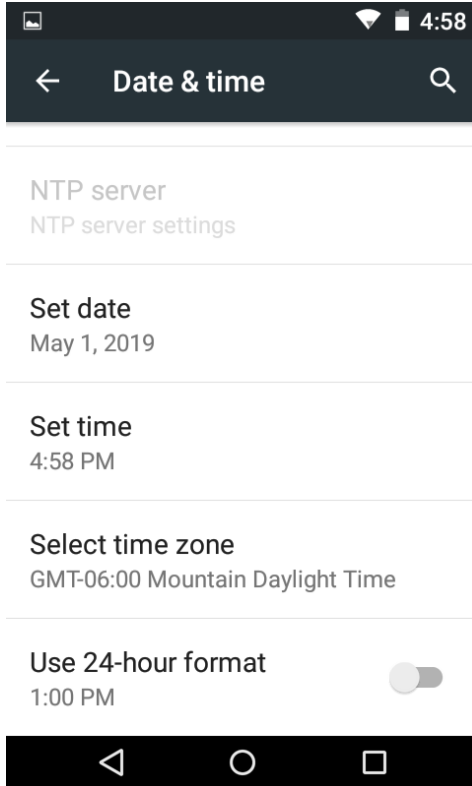 4:58
Date & time
NTP server
NTP server settings
Set date
May 1, 2019
Set time
4:58 PM
Select time zone
GMT-06:00 Mountain Daylight Time
Use 24-hour format
1:00 PM